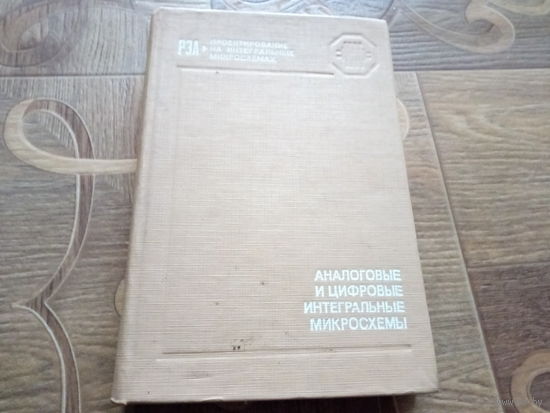 РЭА
ПРОЕКТИРОВАНИЕ
НА ИНТЕГРАЛЬНЫХ
МИКРОСХЕМАХ
АНАЛОГОВЫЕ
И ЦИФРОВЫЕ
ИНТЕГРАЛЬНЫЕ
МИКРОСХЕМЫ